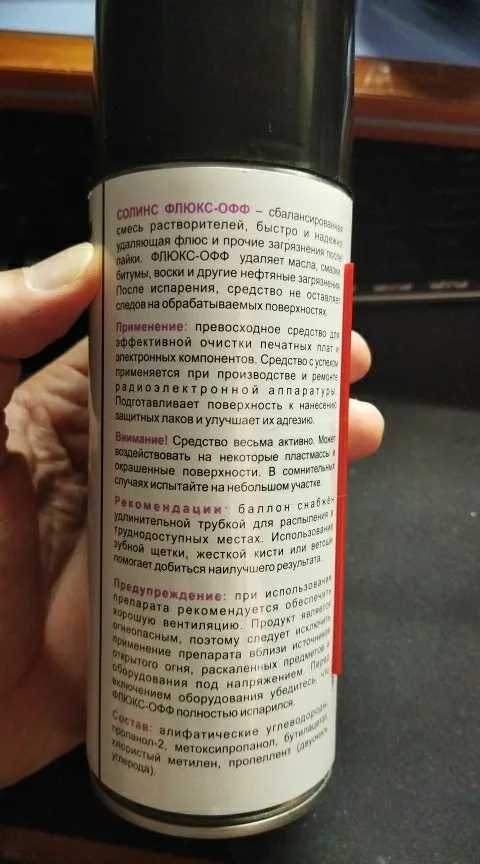 СОЛИНС ФЛЮКС-ОФФ – сбалансированная
смесь растворителей, быстро и надежно
удаляющая флюс и прочие загрязнения после
пайки. ФЛЮКС-ОФФ удаляет масла, смазки,
битумы, воски и другие нефтяные загрязнения.
После испарения, средство не оставляет
следов на обрабатываемых поверхностях.
Применение: превосходное средство для
эффективной очистки печатных плат и
электронных компонентов. Средство с успехом
применяется при производстве и ремонте
радиоэлектронной аппаратуры.
Подготавливает поверхность к нанесению
защитных лаков и улучшает их адгезию.
Внимание! Средство весьма активно. Может
воздействовать на некоторые пластмассы и
окрашенные поверхности. В сомнительных
случаях испытайте на небольшом участке.
Рекомендации: баллон снабжён
удлинительной трубкой для распыления в
труднодоступных местах. Использование
зубной щетки, жесткой кисти или ветоши
помогает добиться наилучшего результата.
Предупреждение: при использовании
препарата рекомендуется обеспечить
хорошую вентиляцию. Продукт является
огнеопасным, поэтому следует исключить
применение препарата вблизи источников
открытого огня, раскаленных предметов и
оборудования под напряжением. Перед
включением оборудования убедитесь, что
ФЛЮКС-ОФФ полностью испарился.
Состав: алифатические углеводороды,
пропанол-2, метоксипропанол, бутилацетат,
хлористый метилен, пропеллент (двуокись
углерода).